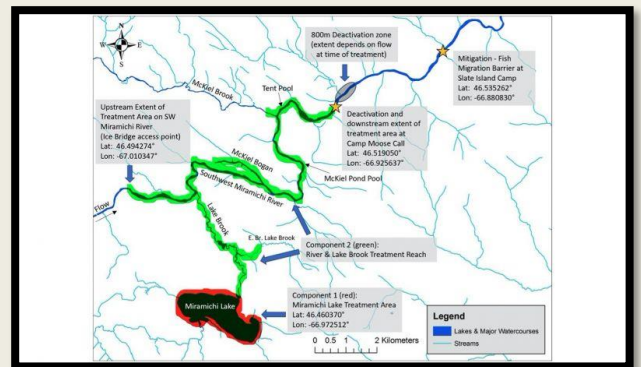 N
W E
S
800m Deactivation zone
(extent depends on flow
at time of treatment)
Mitigation - Fish
Migration Barrier at
Slate Island Camp
Lat: 46.535262
Lon: -66.880830°
McKiel Brook
Tent Pool
Upstream Extent of
Treatment Area on SW
Miramichi River
(Ice Bridge access point)
Lat: 46.494274°
Lon: -67.010347°
Deactivation and
downstream extent of
treatment area at
Camp Moose Call
Lat: 46.519050°
Lon: -66.925637°
McKiel Bogan
Southwest Miramichi River
McKiel Pond Pool
Flow
Lake Brook
E. Br. Lake Brook
Component 2 (green):
River & Lake Brook Treatment Reach
Component 1 (red):
Miramichi Lake Treatment Area
Lat: 46.460370°
Lon: -66.972512°
Miramichi Lake
0 0.5 1 2 Kilometers
Legend
Lakes & Major Watercourses
Streams